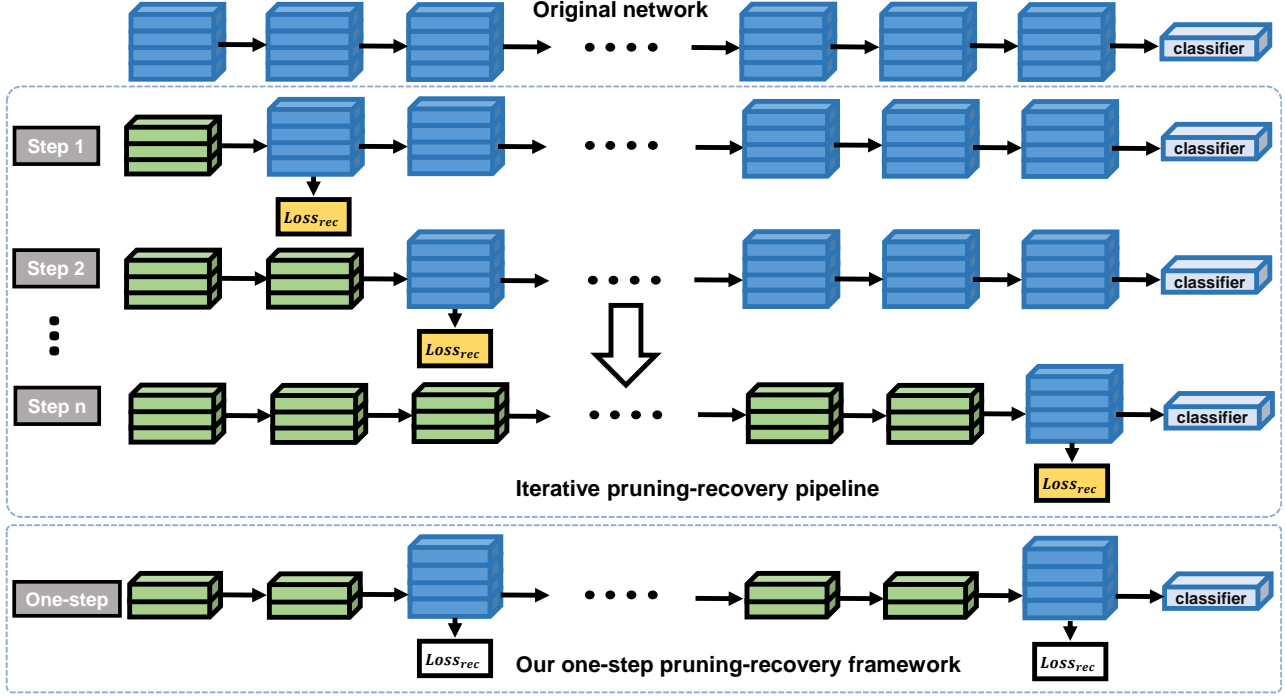 Original network
classifier
Step 1
classifier
Loss_rec
Step 2
classifier
Loss_rec
Step n
classifier
Loss_rec
Iterative pruning-recovery pipeline
One-step
classifier
Loss_rec
Loss_rec
Our one-step pruning-recovery framework